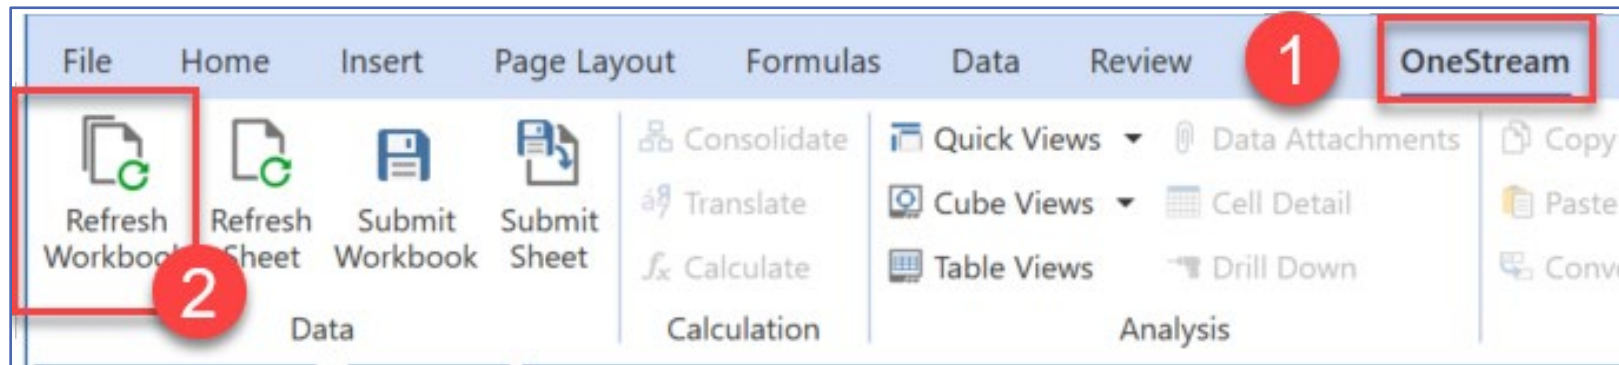 File Home Insert Page Layout Formulas Data Review 1 OneStream
Refresh Workbook
Refresh Sheet
Submit Workbook
Submit Sheet
2
Data
Consolidate
Translate
fx Calculate
Calculation
Quick Views
Cube Views
Table Views
Data Attachments
Cell Detail
Drill Down
Analysis
Copy
Paste